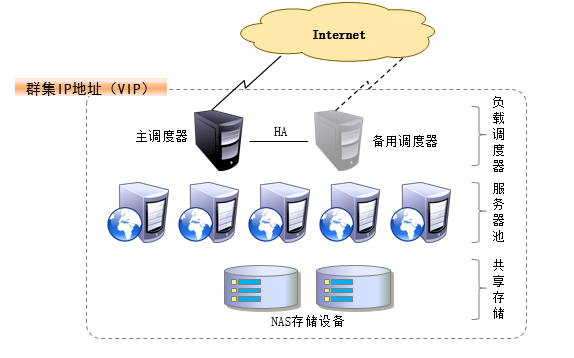 Internet
群集IP地址（VIP）
主调度器
HA
备用调度器
负载调度器
服务器池
NAS存储设备
共享存储